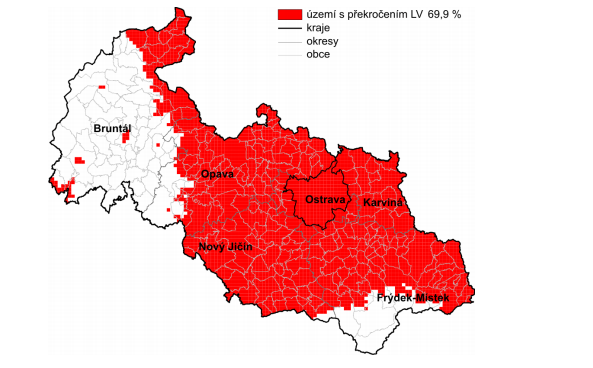 území s překročením LV 69,9 %
kraje
okresy
obce
Bruntál
Opava
Ostrava
Karviná
Nový Jičín
Frýdek-Místek